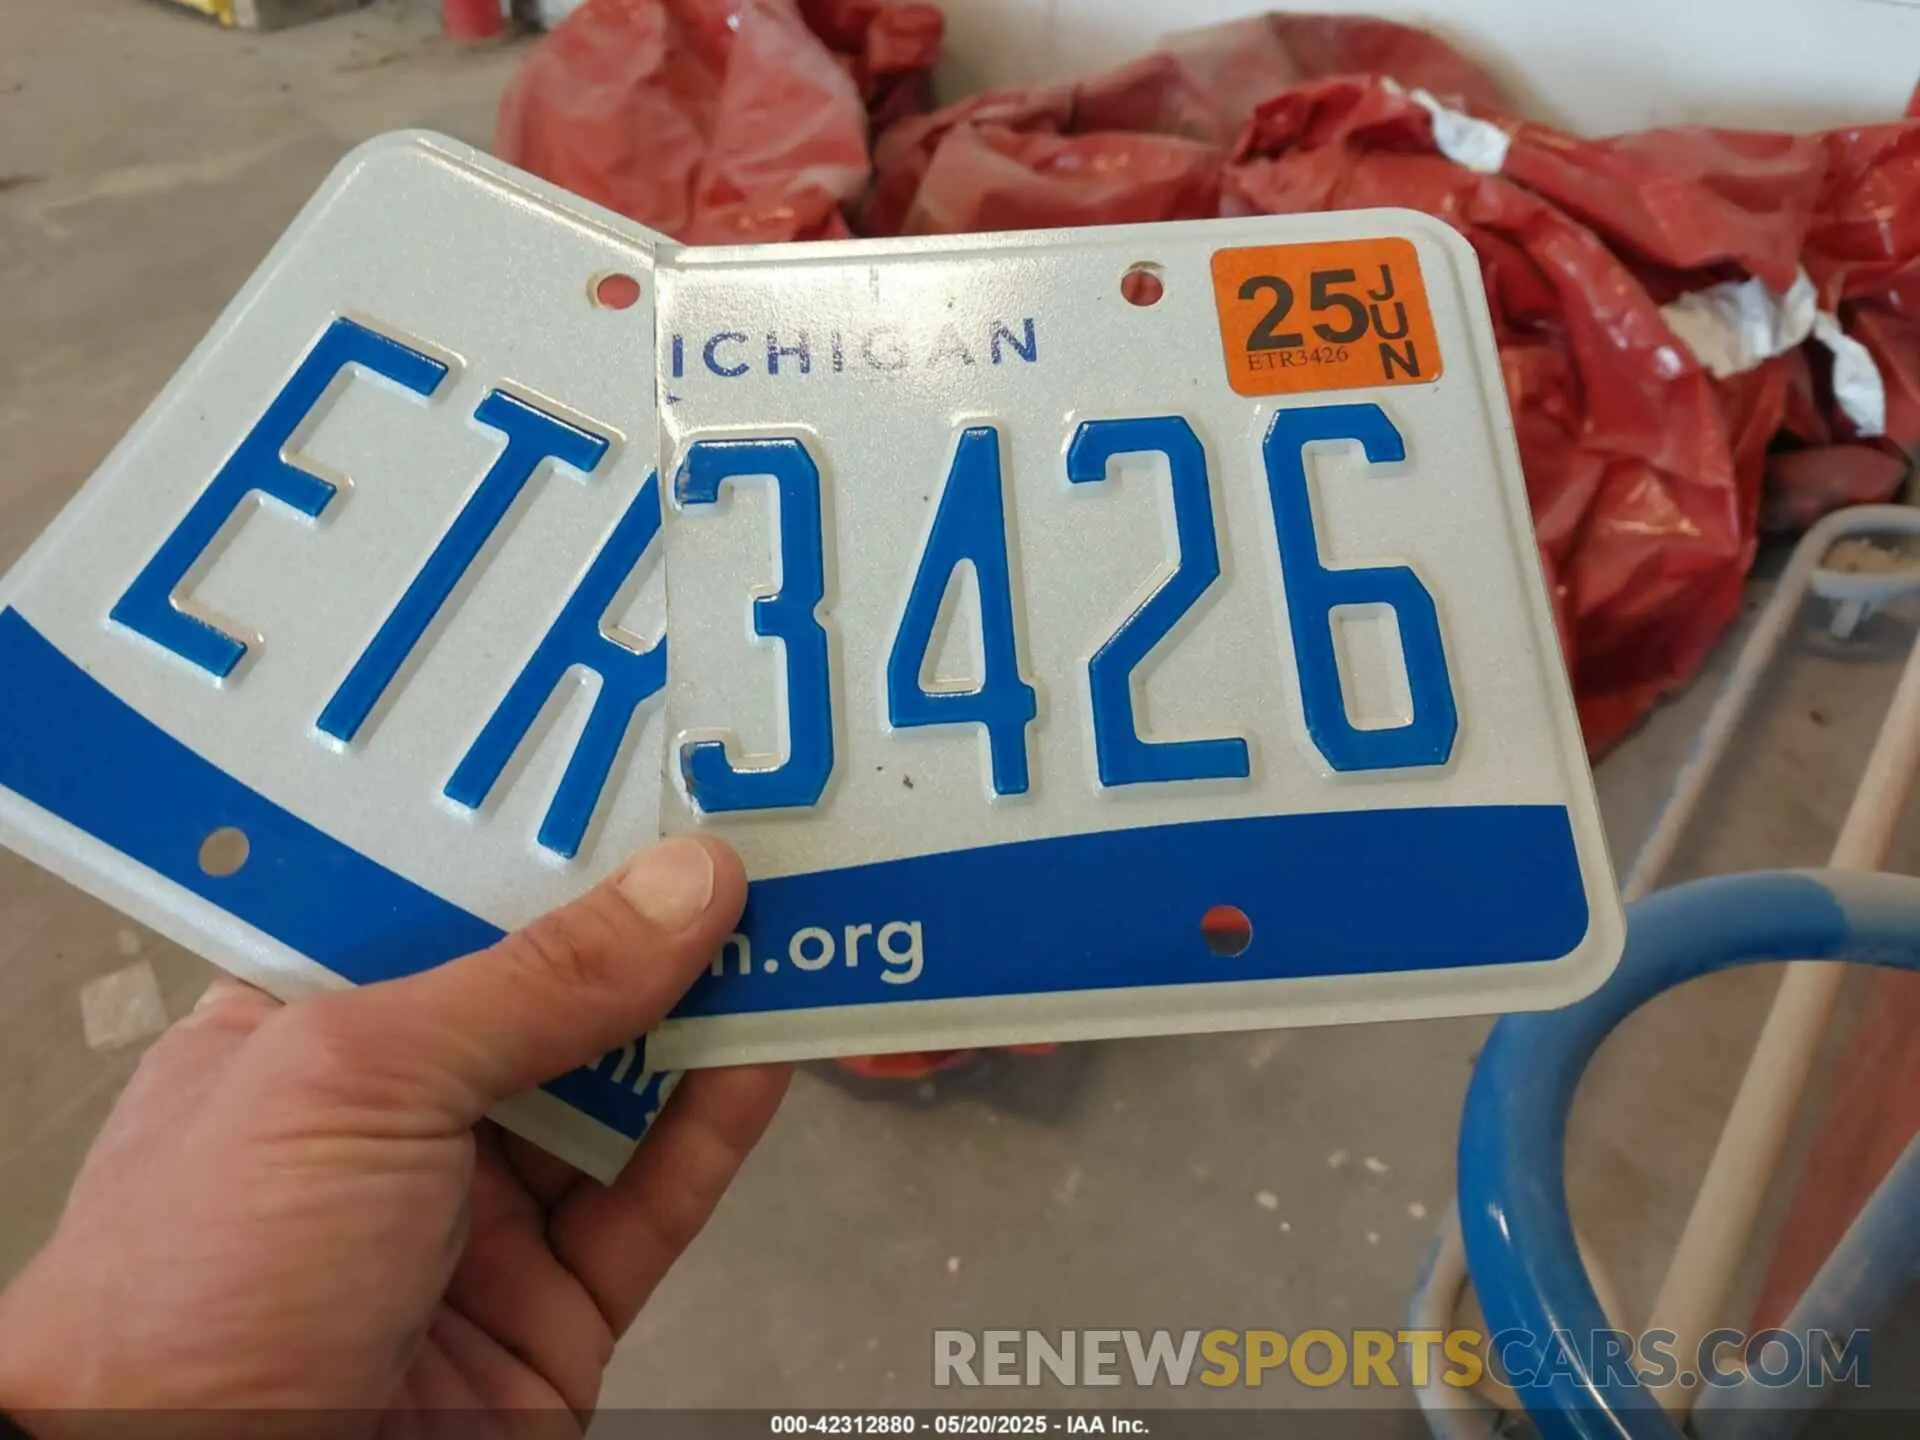 ICHIGAN
25 JUN
ETR3426
ETR 3426
n.org
RENEWSPORTSCARS.COM
000-42312880 - 05/20/2025 - IAA Inc.